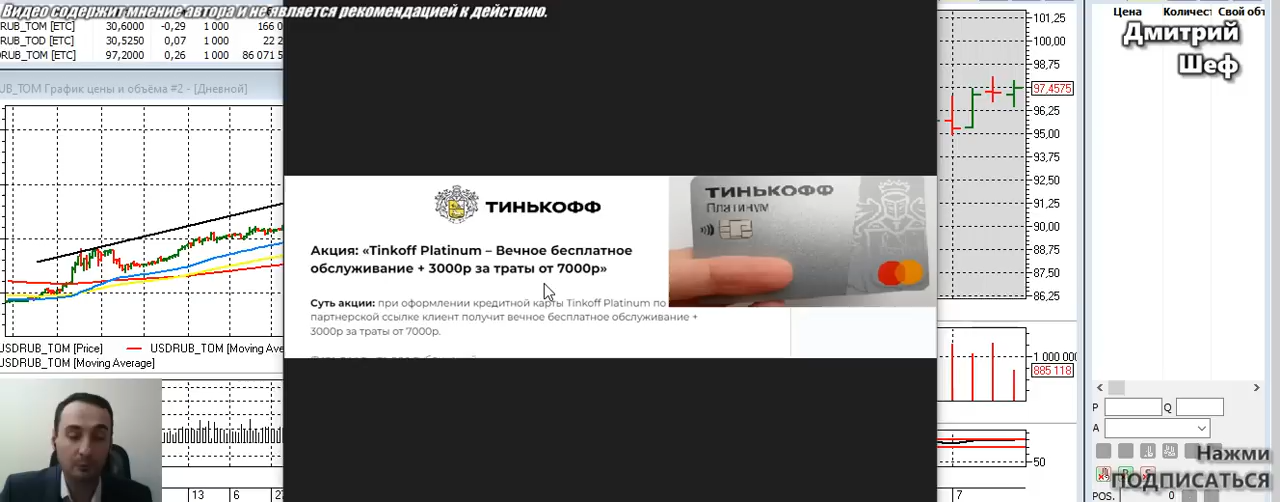 Видео содержит мнение автора и не является рекомендацией к действию.
RUB_TOM [ETC] 30,6000 -0,29 1 000 166 0
RUB_TOD [ETC] 30,5250 0,07 1 000 22 2
RUB_TOM [ETC] 97,2000 0,26 1 000 86 071 5
UB_TOM График цены и объёма #2 - [Дневной]
USDRUB_TOM [Price] USDRUB_TOM [Moving Ave
USDRUB_TOM [Moving Average]
13 6 27
ТИНЬКОФФ
Акция: «Tinkoff Platinum – Вечное бесплатное
обслуживание + 3000р за траты от 7000р»
Суть акции: при оформлении кредитной карты Tinkoff Platinum по
партнерской ссылке клиент получит вечное бесплатное обслуживание +
3000р за траты от 7000р.
ТИНЬКОФФ
Платинум
101,25
100,00
98,75
97,4575
96,25
95,00
93,75
92,50
91,25
90,00
88,75
87,50
86,25
1 000 000
885 118
50
7
Цена Количест Свой об
Дмитрий
Шеф
P Q
A
Нажми
ПОДПИСАТЬСЯ
POS. 0